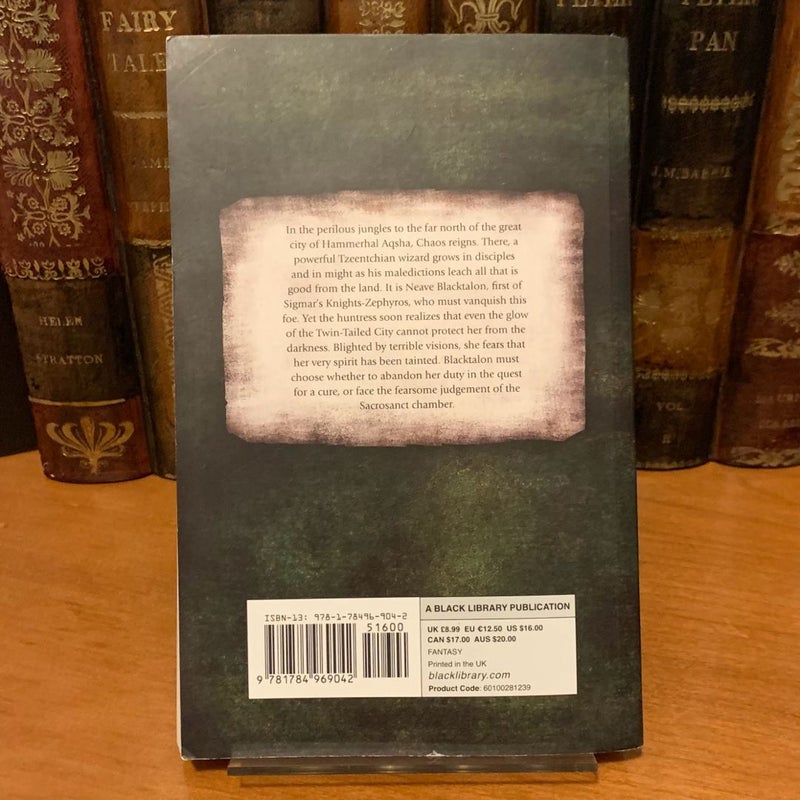 FAIRY
TALE
HELEN
STRATTON
PETER
PAN
J.M.BARRIE
VOL
In the perilous jungles to the far north of the great
city of Hammerhal Aqsha, Chaos reigns. There, a
powerful Tzeentchian wizard grows in disciples
and in might as his maledictions leach all that is
good from the land. It is Neave Blacktalon, first of
Sigmar's Knights-Zephyros, who must vanquish this
foe. Yet the huntress soon realizes that even the glow
of the Twin-Tailed City cannot protect her from the
darkness. Blighted by terrible visions, she fears that
her very spirit has been tainted. Blacktalon must
choose whether to abandon her duty in the quest
for a cure, or face the fearsome judgement of the
Sacrosanct chamber.
ISBN-13: 978-1-78496-904-2
51600
9 781784 969042
A BLACK LIBRARY PUBLICATION
UK £8.99 EU €12.50 US $16.00
CAN $17.00 AUS $20.00
FANTASY
Printed in the UK
blacklibrary.com
Product Code: 60100281239